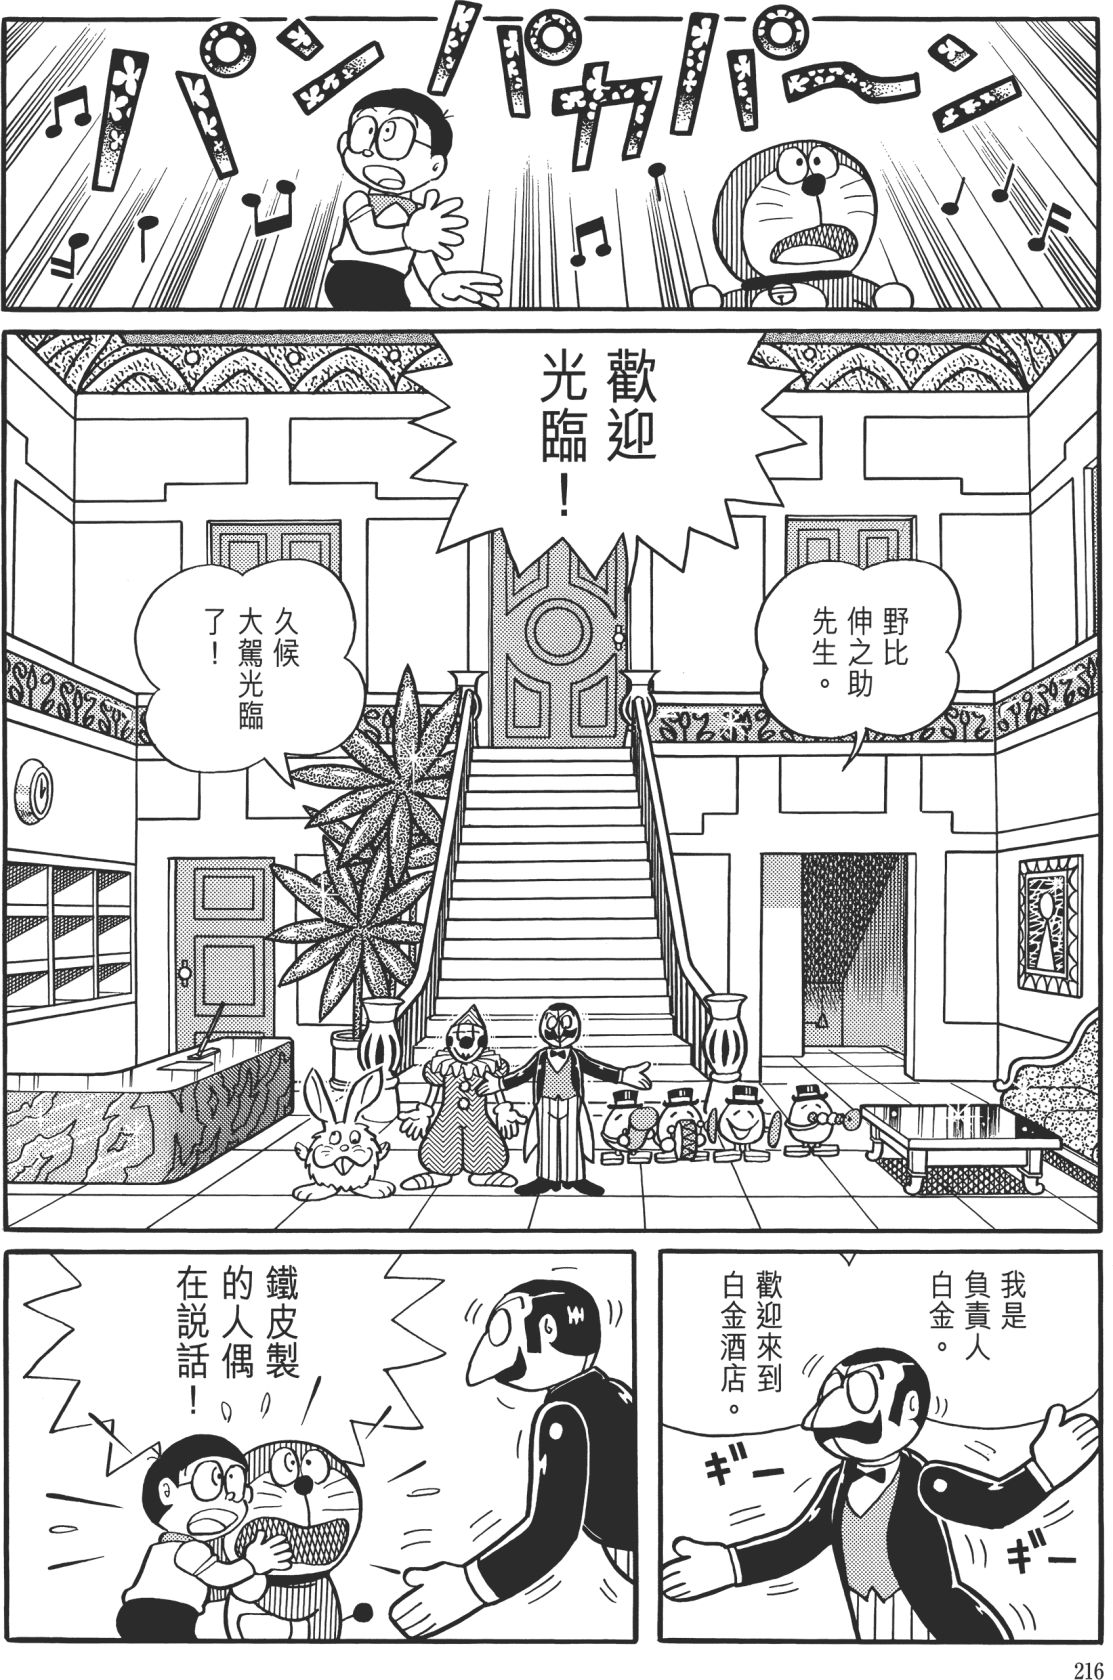 パンパカパーン
歡迎
光臨！
野比
伸之助
先生。
久候
大駕光臨
了！
我是
負責人
白金。
歡迎來到
白金酒店。
ギー
ギー
鐵皮製
的人偶
在説話！
216